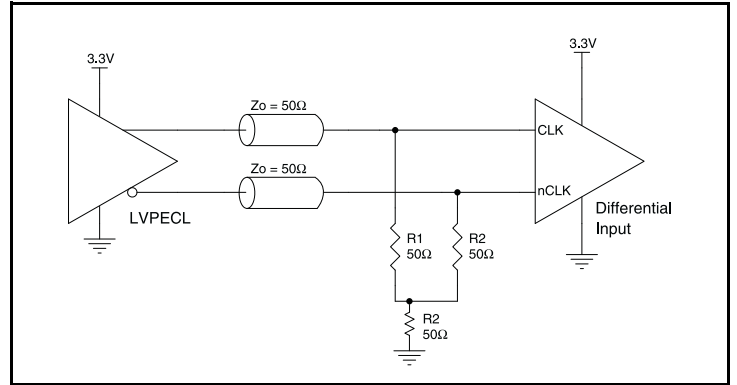 3.3V
3.3V
Zo = 50Ω
CLK
Zo = 50Ω
nCLK
LVPECL
Differential
Input
R1
50Ω
R2
50Ω
R2
50Ω